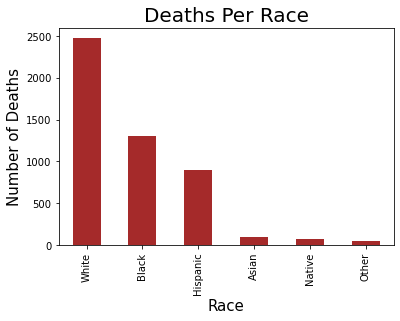 Deaths Per Race
Number of Deaths
2500
2000
1500
1000
500
0
White
Black
Hispanic
Asian
Native
Other
Race